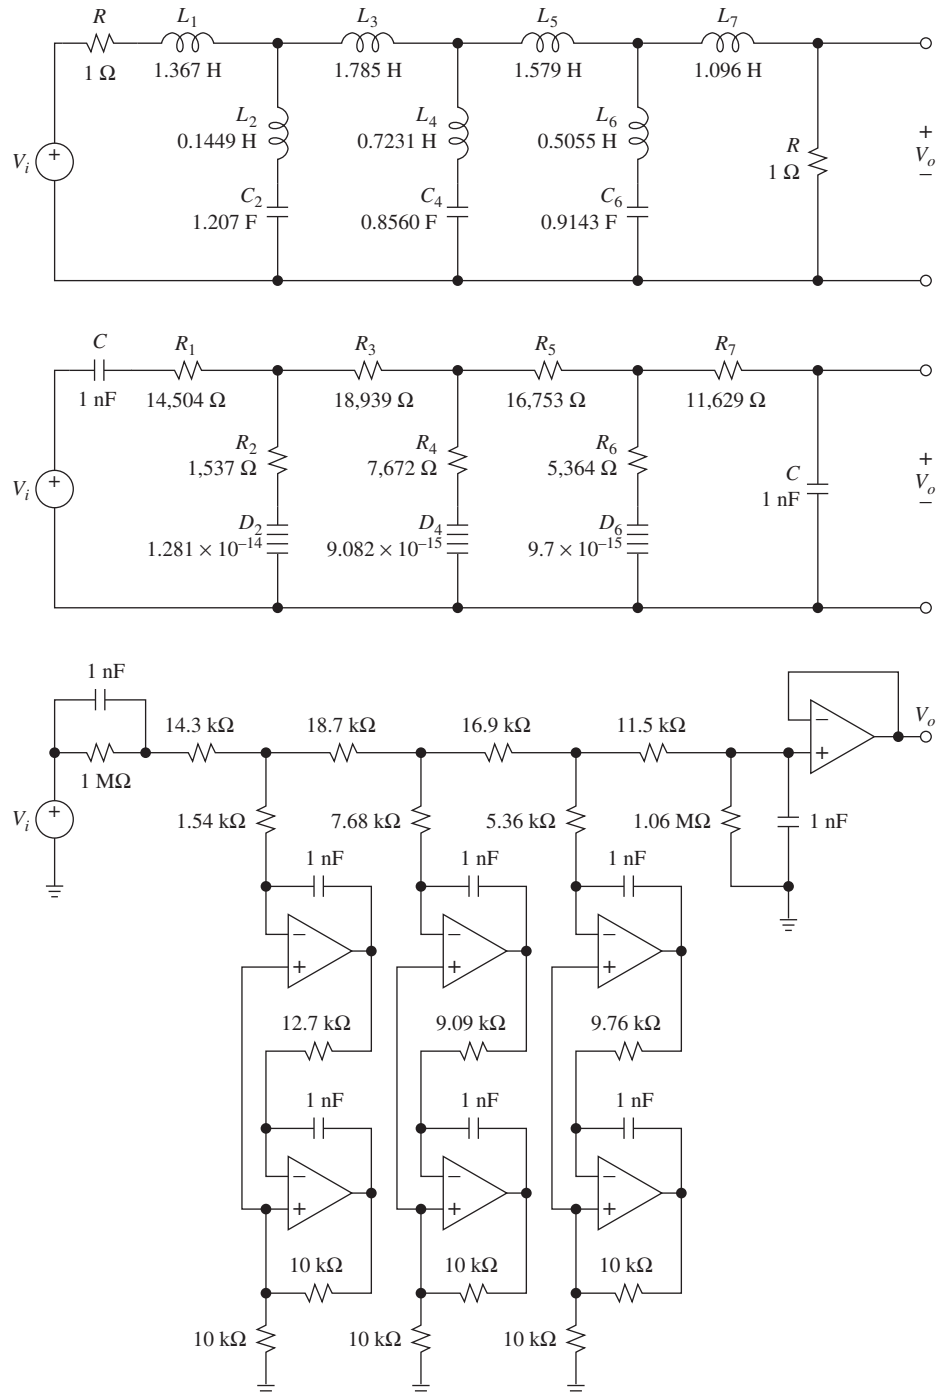 R L1 L3 L5 L7
1 Ω 1.367 H 1.785 H 1.579 H 1.096 H
L2 L4 L6
0.1449 H 0.7231 H 0.5055 H
Vi + R 1 Ω + Vo −
C2 C4 C6
1.207 F 0.8560 F 0.9143 F
C R1 R3 R5 R7
1 nF 14,504 Ω 18,939 Ω 16,753 Ω 11,629 Ω
R2 R4 R6
1,537 Ω 7,672 Ω 5,364 Ω
Vi + C 1 nF + Vo −
D2 D4 D6
1.281 × 10–14 9.082 × 10–15 9.7 × 10–15
1 nF
14.3 kΩ 18.7 kΩ 16.9 kΩ 11.5 kΩ − + Vo
1 MΩ
Vi + 1.54 kΩ 7.68 kΩ 5.36 kΩ 1.06 MΩ 1 nF
1 nF 1 nF 1 nF
− − −
+ + +
12.7 kΩ 9.09 kΩ 9.76 kΩ
1 nF 1 nF 1 nF
− − −
+ + +
10 kΩ 10 kΩ 10 kΩ
10 kΩ 10 kΩ 10 kΩ